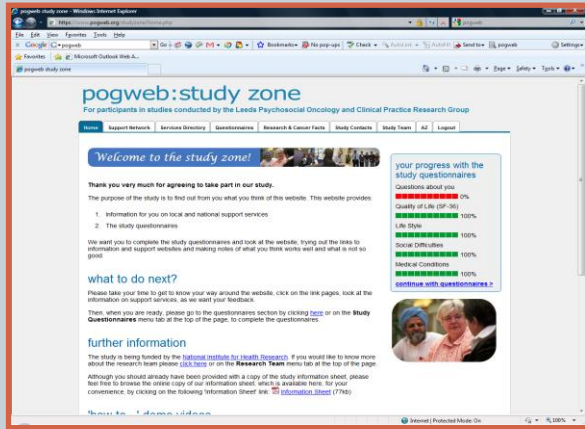 pogweb study zone - Windows Internet Explorer
https://www.pogweb.org/studyzone/home.php
pogweb
File Edit View Favorites Tools Help
Google pogweb Go Bookmarks No pop-ups Check AutoLink AutoFill Send to pogweb Settings
Favorites Microsoft Outlook Web A...
pogweb study zone
Page Safety Tools
pogweb:study zone
For participants in studies conducted by the Leeds Psychosocial Oncology and Clinical Practice Research Group
Home Support Network Services Directory Questionnaires Research & Cancer Facts Study Contacts Study Team AZ Logout
Welcome to the study zone!
Thank you very much for agreeing to take part in our study.
The purpose of the study is to find out from you what you think of this website. This website provides:
1. Information for you on local and national support services
2. The study questionnaires
We want you to complete the study questionnaires and look at the website, trying out the links to
information and support websites and making notes of what you think works well and what is not so
good.
what to do next?
Please take your time to get to know your way around the website, click on the link pages, look at the
information on support services, as we want your feedback.
Then, when you are ready, please go to the questionnaires section by clicking here or on the Study
Questionnaires menu tab at the top of the page, to complete the questionnaires.
further information
The study is being funded by the National Institute for Health Research. If you would like to know more
about the research team please click here or on the Research Team menu tab at the top of the page.
Although you should already have been provided with a copy of the study information sheet, please
feel free to browse the online copy of our information sheet, which is available here, for your
convenience, by clicking on the following 'Information Sheet' link: Information Sheet (77kb)
'how to...' demo videos
your progress with the
study questionnaires
Questions about you
0%
Quality of Life (SF-36)
100%
Life Style
100%
Social Difficulties
100%
Medical Conditions
100%
continue with questionnaires >
Internet | Protected Mode: On 100%